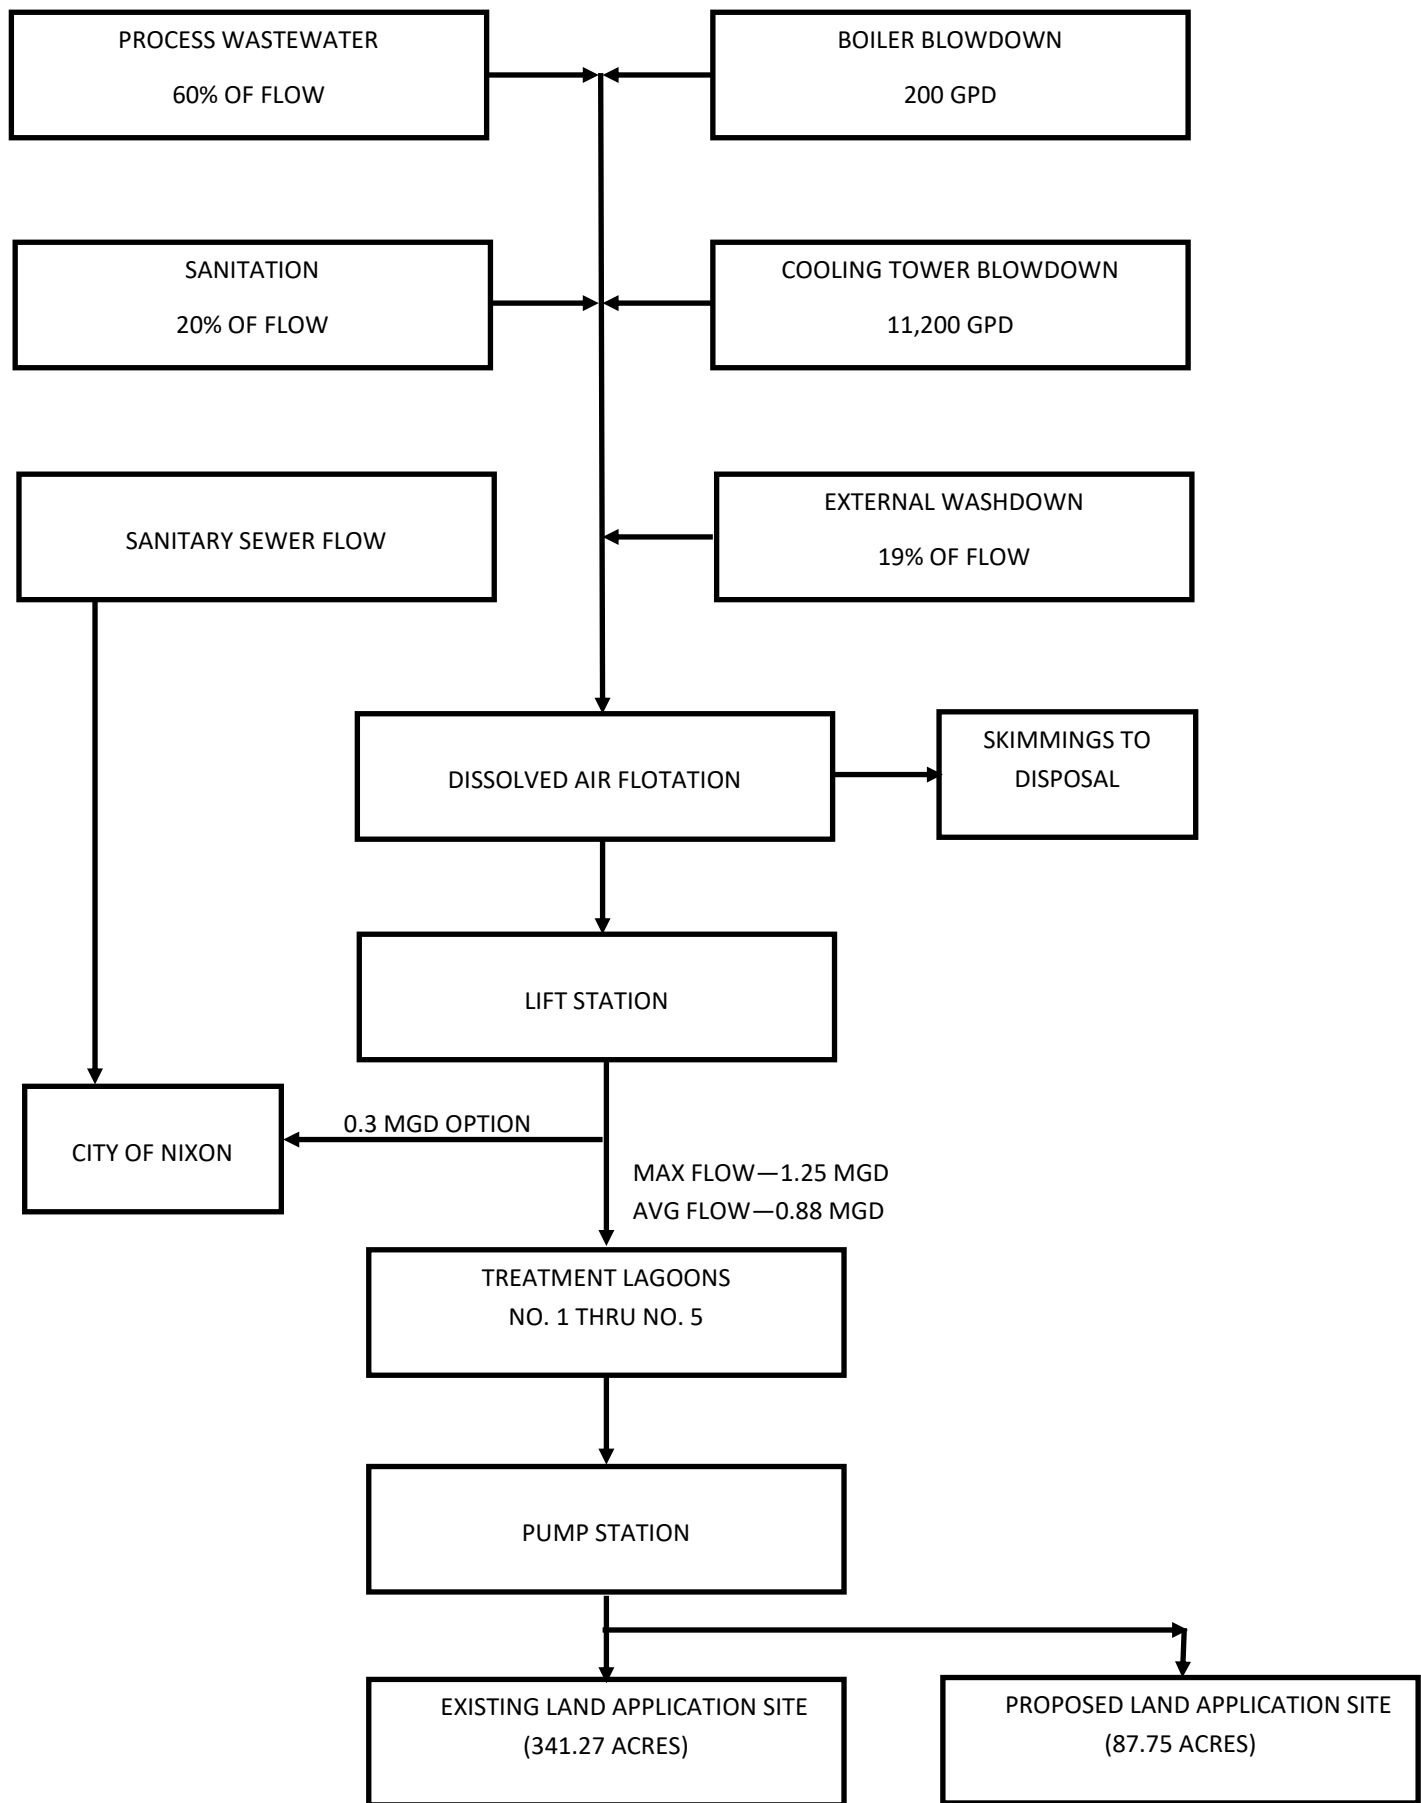 PROCESS WASTEWATER
60% OF FLOW
BOILER BLOWDOWN
200 GPD
SANITATION
20% OF FLOW
COOLING TOWER BLOWDOWN
11,200 GPD
SANITARY SEWER FLOW
EXTERNAL WASHDOWN
19% OF FLOW
DISSOLVED AIR FLOTATION
SKIMMINGS TO
DISPOSAL
LIFT STATION
0.3 MGD OPTION
CITY OF NIXON
MAX FLOW—1.25 MGD
AVG FLOW—0.88 MGD
TREATMENT LAGOONS
NO. 1 THRU NO. 5
PUMP STATION
EXISTING LAND APPLICATION SITE
(341.27 ACRES)
PROPOSED LAND APPLICATION SITE
(87.75 ACRES)